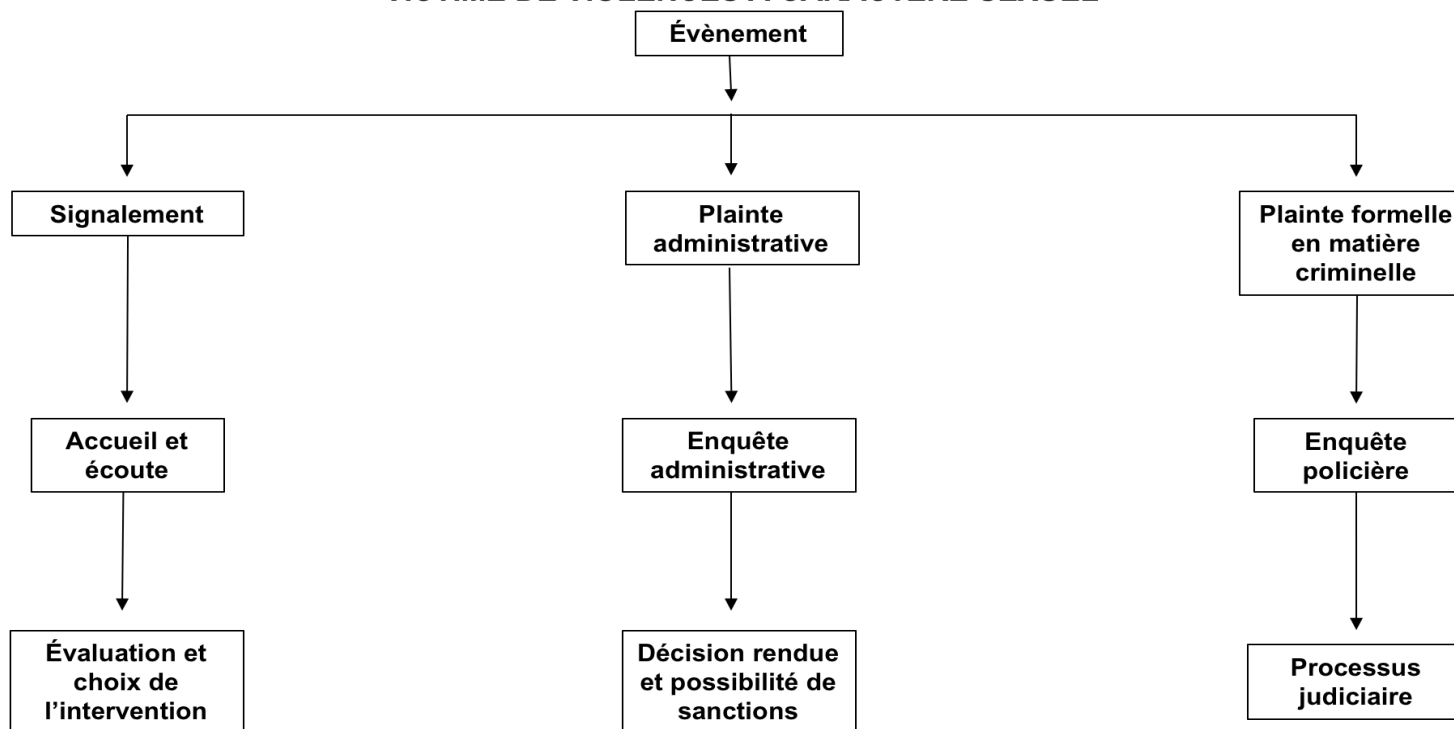 Évènement
Signalement
Plainte
administrative
Plainte formelle
en matière
criminelle
Accueil et
écoute
Enquête
administrative
Enquête
policière
Évaluation et
choix de
l’intervention
Décision rendue
et possibilité de
sanctions
Processus
judiciaire